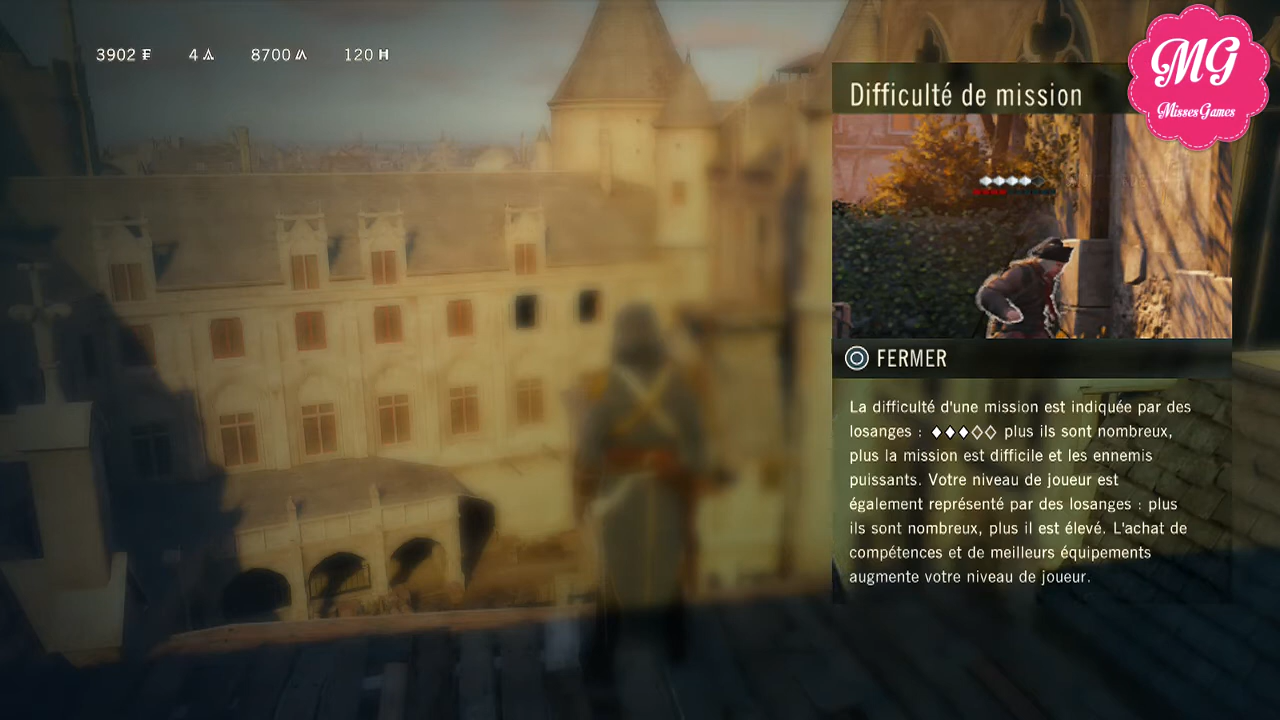 3902 ₣ 4 8700 120 H
MG
MissesGames
Difficulté de mission
FERMER
La difficulté d'une mission est indiquée par des
losanges : ♦♦♦◊◊ plus ils sont nombreux,
plus la mission est difficile et les ennemis
puissants. Votre niveau de joueur est
également représenté par des losanges : plus
ils sont nombreux, plus il est élevé. L'achat de
compétences et de meilleurs équipements
augmente votre niveau de joueur.